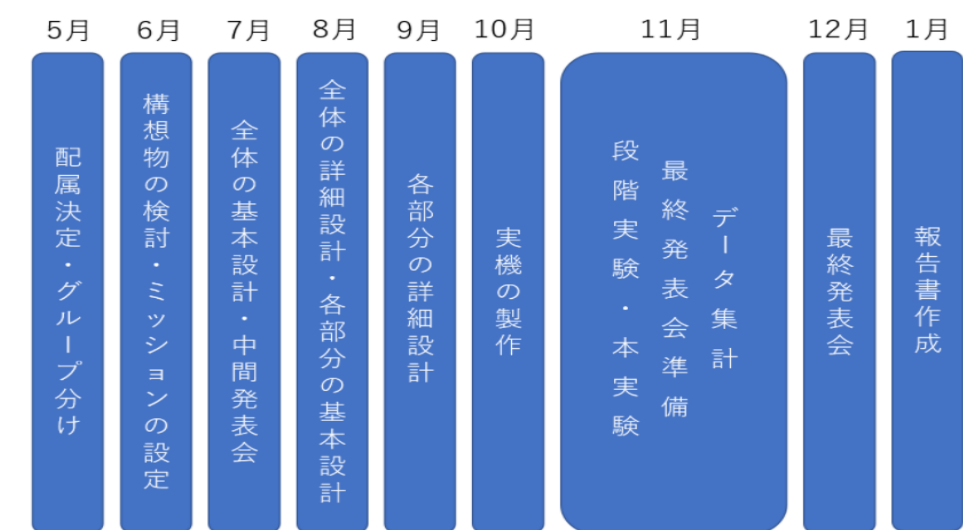 5月
6月
7月
8月
9月
10月
11月
12月
1月
配属決定・グループ分け
構想物の検討・ミッションの設定
全体の基本設計・中間発表会
全体の詳細設計・各部分の基本設計
各部分の詳細設計
実機の製作
データ集計
最終発表会準備
段階実験・本実験
最終発表会
報告書作成